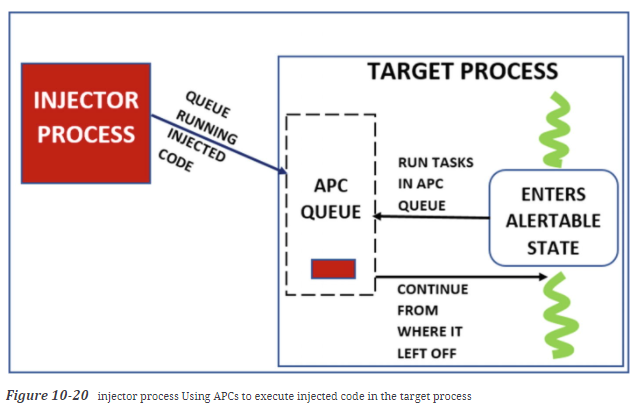 INJECTOR
PROCESS
QUEUE
RUNNING
INJECTED
CODE
TARGET PROCESS
APC
QUEUE
RUN TASKS
IN APC
QUEUE
ENTERS
ALERTABLE
STATE
CONTINUE
FROM
WHERE IT
LEFT OFF
Figure 10-20 injector process Using APCs to execute injected code in the target process